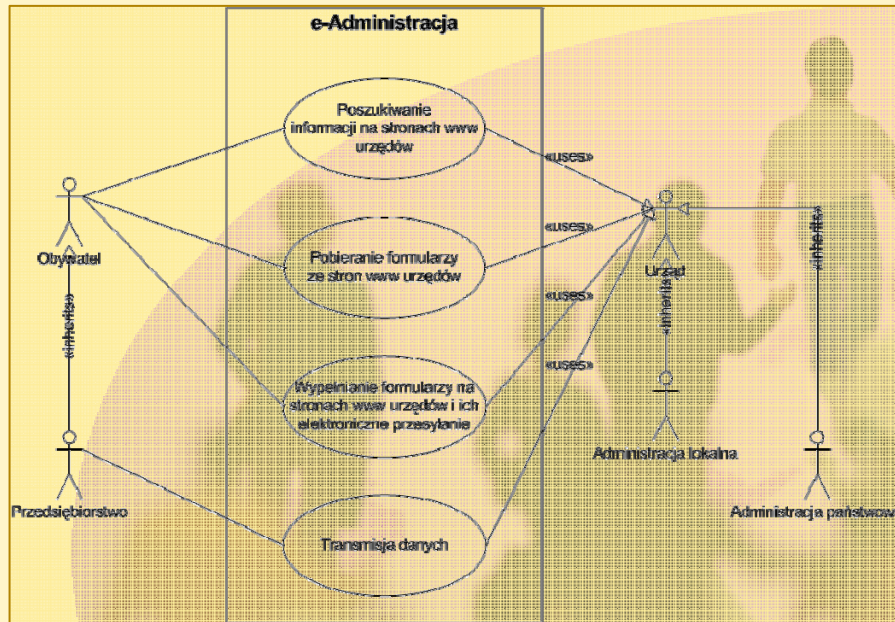 e-Administracja
Poszukiwanie
informacji na stronach www
urzędów
«uses»
Obywatel
«inherits»
Pobieranie formularzy
ze stron www urzędów
«uses»
Urząd
«inherits»
«inherits»
«uses»
Wypełnianie formularzy na
stronach www urzędów i ich
elektroniczne przesyłanie
«uses»
Administracja lokalna
Przedsiębiorstwo
Administracja państwow
Transmisja danych